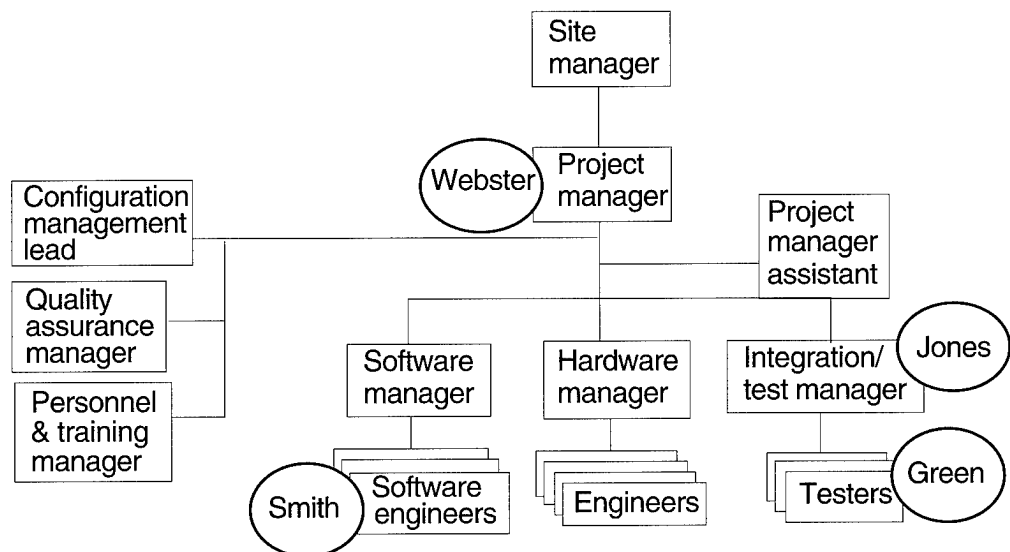 Site
manager
Webster
Project
manager
Configuration
management
lead
Project
manager
assistant
Quality
assurance
manager
Software
manager
Hardware
manager
Integration/
test manager
Jones
Personnel
& training
manager
Smith
Software
engineers
Engineers
Testers
Green